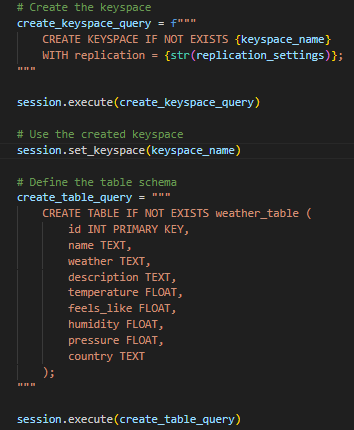 # Create the keyspace
create_keyspace_query = f"""
    CREATE KEYSPACE IF NOT EXISTS {keyspace_name}
    WITH replication = {str(replication_settings)};
"""
session.execute(create_keyspace_query)
# Use the created keyspace
session.set_keyspace(keyspace_name)
# Define the table schema
create_table_query = """
    CREATE TABLE IF NOT EXISTS weather_table (
        id INT PRIMARY KEY,
        name TEXT,
        weather TEXT,
        description TEXT,
        temperature FLOAT,
        feels_like FLOAT,
        humidity FLOAT,
        pressure FLOAT,
        country TEXT
    );
"""
session.execute(create_table_query)